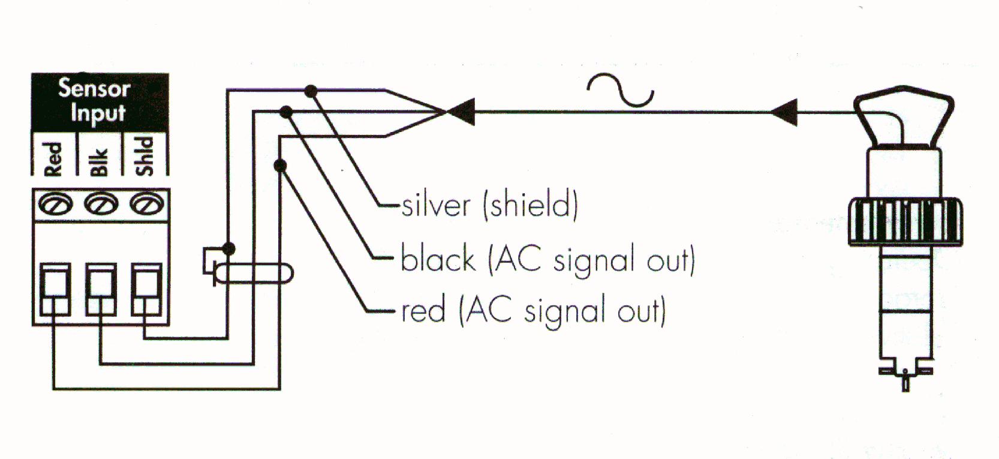 Sensor
Input
Red
Blk
Shld
silver (shield)
black (AC signal out)
red (AC signal out)